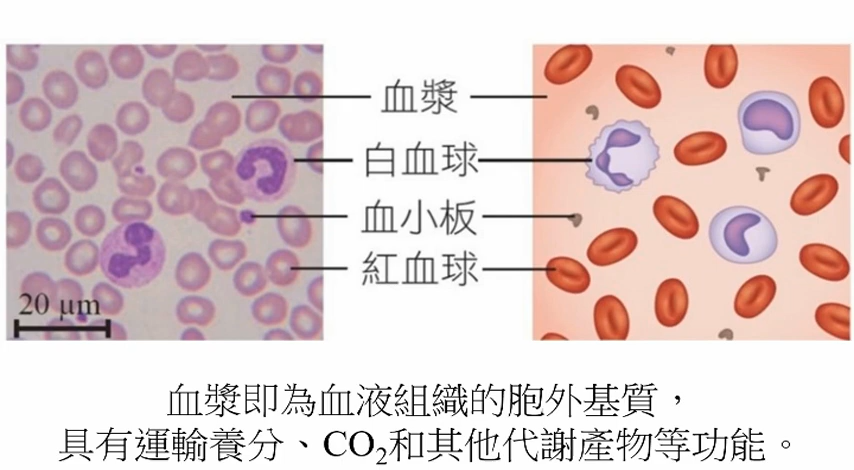 血漿
白血球
血小板
紅血球
20 μm
血漿即為血液組織的胞外基質，
具有運輸養分、CO₂和其他代謝產物等功能。